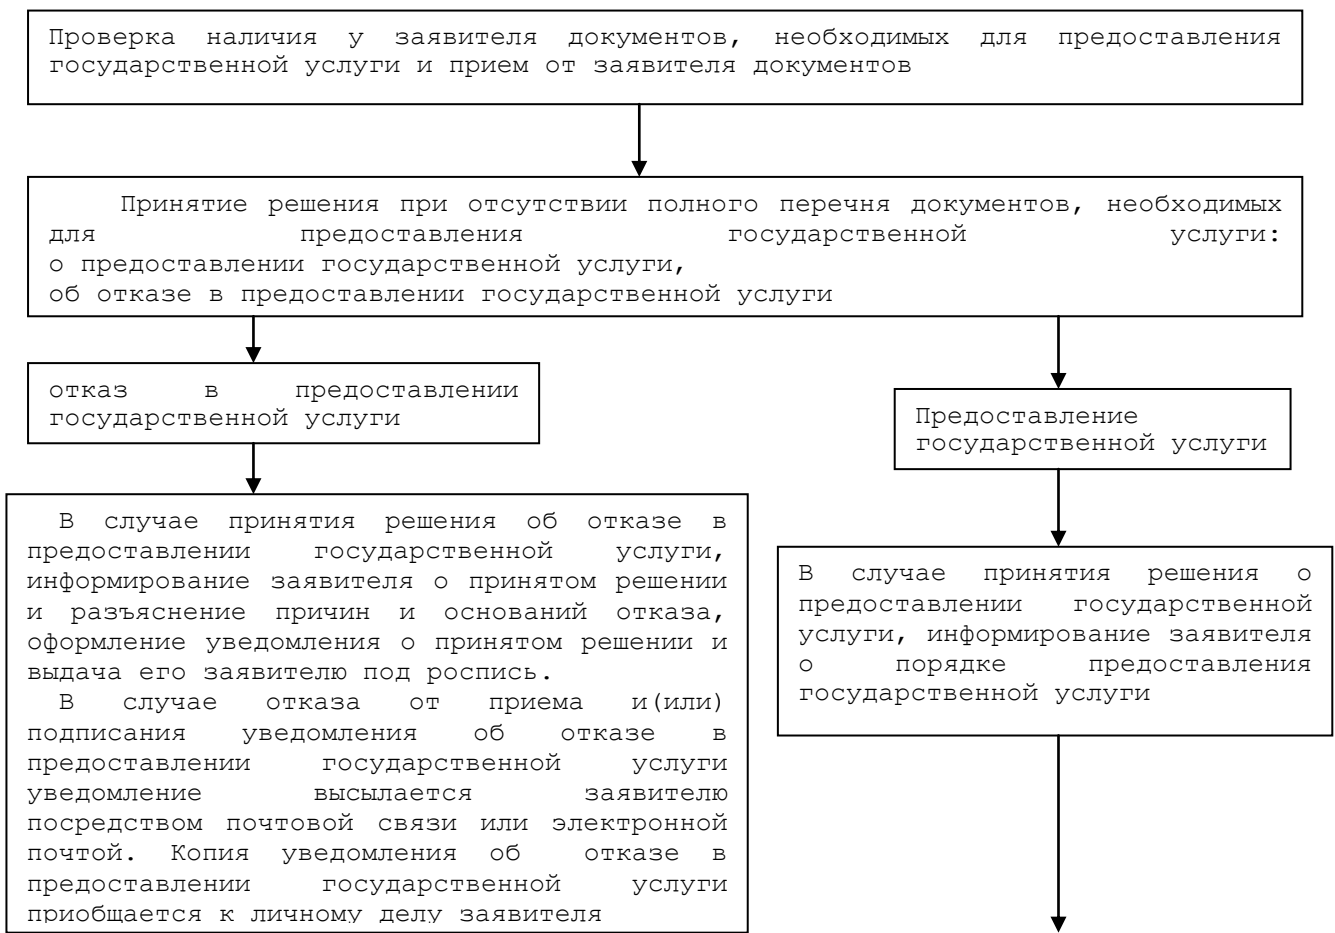 Проверка наличия у заявителя документов, необходимых для предоставления
государственной услуги и прием от заявителя документов
Принятие решения при отсутствии полного перечня документов, необходимых
для предоставления государственной услуги:
о предоставлении государственной услуги,
об отказе в предоставлении государственной услуги
отказ в предоставлении
государственной услуги
Предоставление
государственной услуги
В случае принятия решения об отказе в
предоставлении государственной услуги,
информирование заявителя о принятом решении
и разъяснение причин и оснований отказа,
оформление уведомления о принятом решении и
выдача его заявителю под роспись.
В случае отказа от приема и(или)
подписания уведомления об отказе в
предоставлении государственной услуги
уведомление высылается заявителю
посредством почтовой связи или электронной
почтой. Копия уведомления об отказе в
предоставлении государственной услуги
приобщается к личному делу заявителя
В случае принятия решения о
предоставлении государственной
услуги, информирование заявителя
о порядке предоставления
государственной услуги